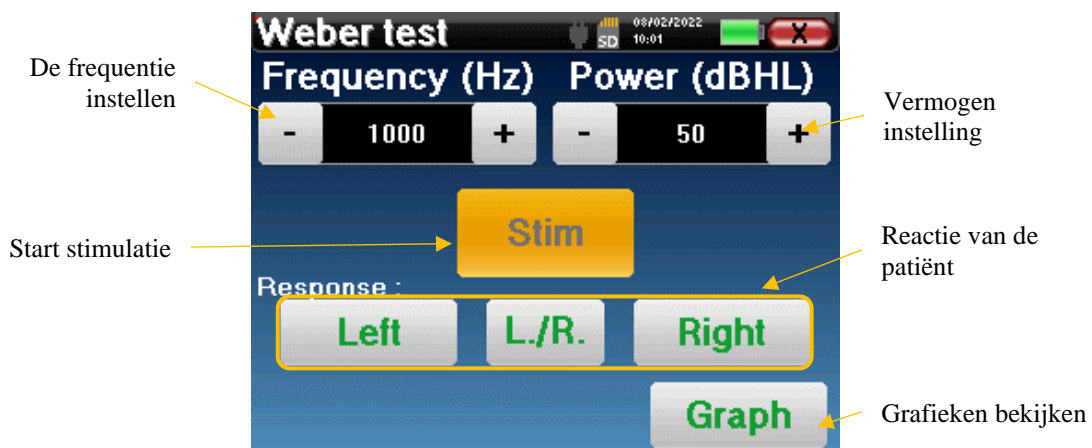 Weber test
SD
08/02/2022
10:01
X
De frequentie
instellen
Frequency (Hz) Power (dBHL)
- 1000 + - 50 +
Vermogen
instelling
Start stimulatie
Stim
Reactie van de
patiënt
Response :
Left L./R. Right
Graph
Grafieken bekijken